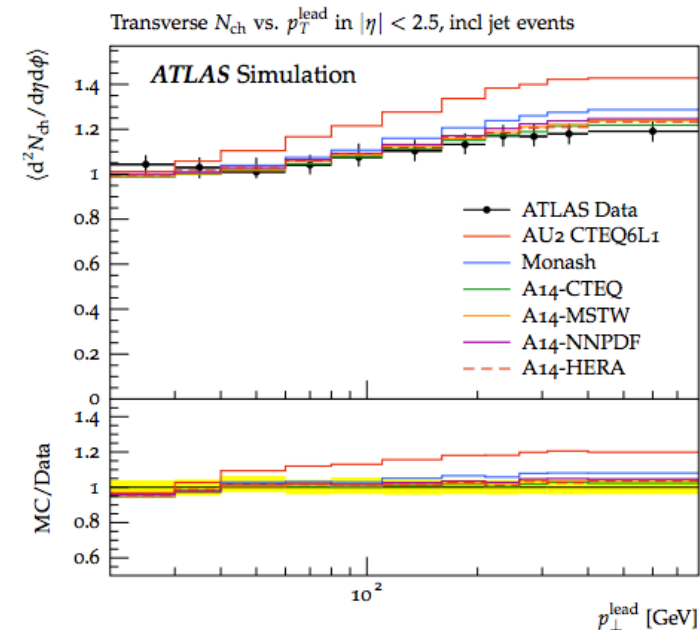 Transverse N_ch vs. p_T^lead in |η| < 2.5, incl jet events
⟨d²N_ch/dηdϕ⟩
ATLAS Simulation
1.4
1.2
1
0.8
0.6
0.4
0.2
0
ATLAS Data
AU2 CTEQ6L1
Monash
A14-CTEQ
A14-MSTW
A14-NNPDF
A14-HERA
MC/Data
1.4
1.2
1
0.8
0.6
10²
p_⊥^lead [GeV]